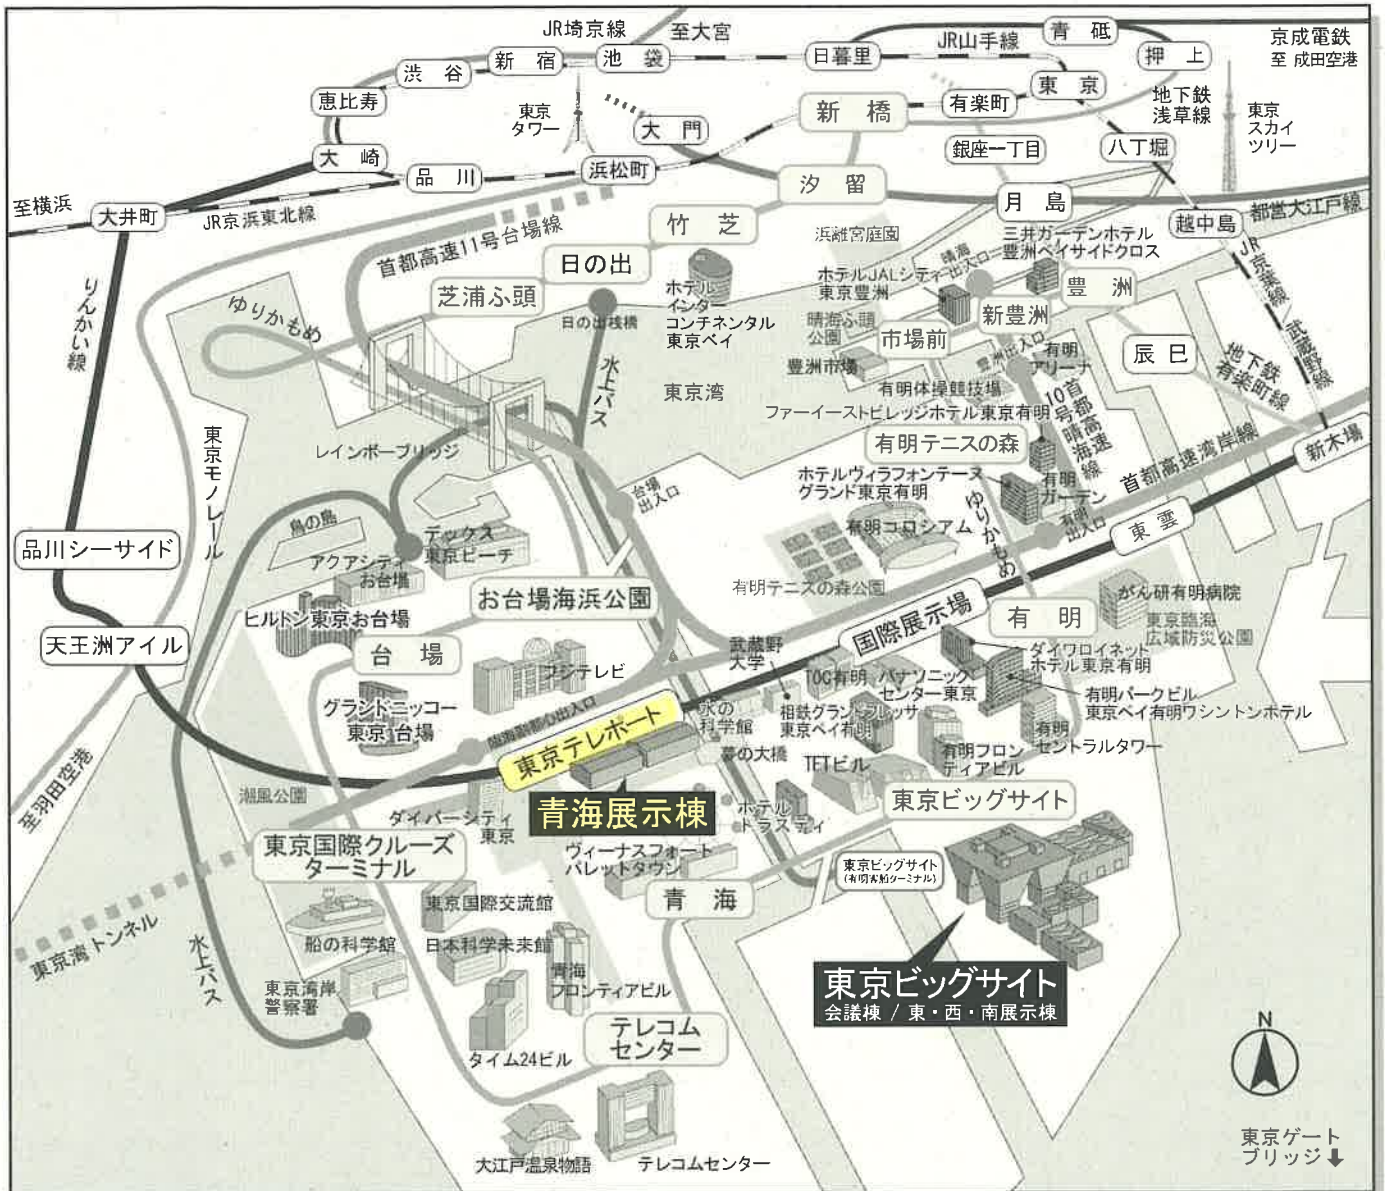 JR埼京線
至大宮
池 袋
新 宿
渋 谷
恵比寿
大 崎
日暮里
JR山手線
青 砥
押 上
京成電鉄
至 成田空港
東 京
有楽町
新 橋
地下鉄
浅草線
東京
スカイ
ツリー
東京
タワー
大 門
銀座一丁目
八丁堀
浜松町
品 川
汐 留
月 島
至横浜
大井町
JR京浜東北線
竹 芝
越中島
都営大江戸線
首都高速11号台場線
日の出
浜離宮庭園
晴海
出入口
三井ガーデンホテル
豊洲ベイサイドクロス
JR京葉線/武蔵野線
りんかい線
ゆりかもめ
芝浦ふ頭
日の出桟橋
ホテル
インター
コンチネンタル
東京ベイ
ホテルJALシティ
東京豊洲
新豊洲
豊 洲
晴海ふ頭
公園
市場前
豊洲出入口
有明
アリーナ
辰 巳
地下鉄
有楽町線
水上バス
東京湾
豊洲市場
有明体操競技場
ファーイーストビレッジホテル東京有明
10号晴海線
首都高速
東京モノレール
レインボーブリッジ
有明テニスの森
新木場
首都高速湾岸線
ホテルヴィラフォンテーヌ
グランド東京有明
有明
ガーデン
台場
出入口
鳥の島
デックス
東京ビーチ
有明コロシアム
ゆりかもめ
有明
出入口
東 雲
品川シーサイド
アクアシティ
お台場
お台場海浜公園
有明テニスの森公園
がん研有明病院
国際展示場
有 明
東京臨海
広域防災公園
ヒルトン東京お台場
天王洲アイル
台 場
武蔵野
大学
ダイワロイネット
ホテル東京有明
フジテレビ
TOC有明
パナソニック
センター東京
グランドニッコー
東京 台場
臨海副都心出入口
水の
科学館
相鉄グランドフレッサ
東京ベイ有明
有明パークビル
東京ベイ有明ワシントンホテル
東京テレポート
夢の大橋
有明フロン
ティアビル
有明
セントラルタワー
至羽田空港
潮風公園
TETビル
青海展示棟
ダイバーシティ
東京
ホテル
トラスティ
東京ビッグサイト
東京国際クルーズ
ターミナル
ヴィーナスフォート
パレットタウン
東京ビッグサイト
(有明客船ターミナル)
東京国際交流館
青 海
東京湾トンネル
水上バス
船の科学館
日本科学未来館
青海
フロンティアビル
東京湾岸
警察署
東京ビッグサイト
会議棟 / 東・西・南展示棟
テレコム
センター
タイム24ビル
N
大江戸温泉物語
テレコムセンター
東京ゲート
ブリッジ